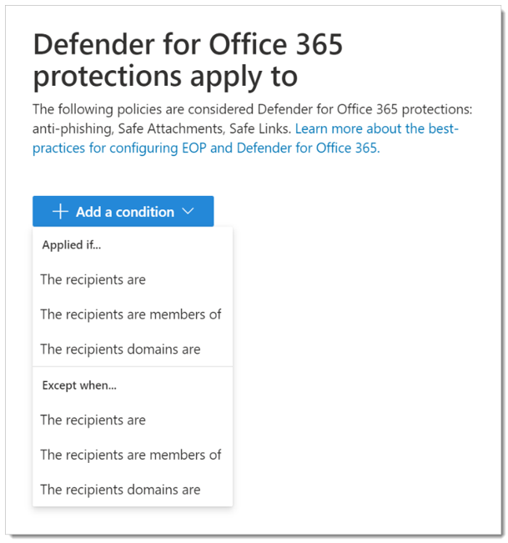 Defender for Office 365
protections apply to
The following policies are considered Defender for Office 365 protections:
anti-phishing, Safe Attachments, Safe Links. Learn more about the best-
practices for configuring EOP and Defender for Office 365.
Add a condition
Applied if...
The recipients are
The recipients are members of
The recipients domains are
Except when...
The recipients are
The recipients are members of
The recipients domains are